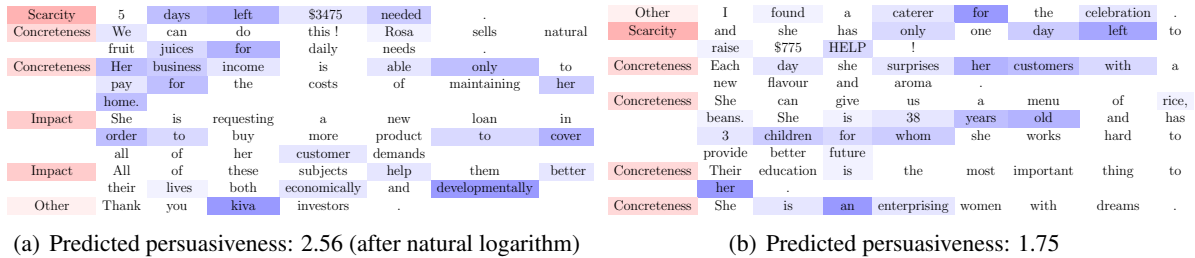 Scarcity 5 days left $3475 needed .
Concreteness We can do this ! Rosa sells natural
fruit juices for daily needs .
Concreteness Her business income is able only to
pay for the costs of maintaining her
home.
Impact She is requesting a new loan in
order to buy more product to cover
all of her customer demands
Impact All of these subjects help them better
their lives both economically and developmentally
Other Thank you kiva investors .
(a) Predicted persuasiveness: 2.56 (after natural logarithm)
Other I found a caterer for the celebration .
Scarcity and she has only one day left to
raise $775 HELP !
Concreteness Each day she surprises her customers with a
new flavour and aroma .
Concreteness She can give us a menu of rice,
beans. She is 38 years old and has
3 children for whom she works hard to
provide better future
Concreteness Their education is the most important thing to
her .
Concreteness She is an enterprising women with dreams .
(b) Predicted persuasiveness: 1.75